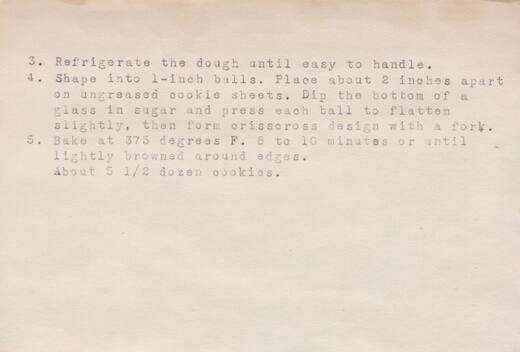 3. Refrigerate the dough until easy to handle.
4. Shape into 1-inch balls. Place about 2 inches apart
on ungreased cookie sheets. Dip the bottom of a
glass in sugar and press each ball to flatten
slightly, then form crisscross design with a fork.
5. Bake at 375 degrees F. 8 to 10 minutes or until
lightly browned around edges.
About 5 1/2 dozen cookies.